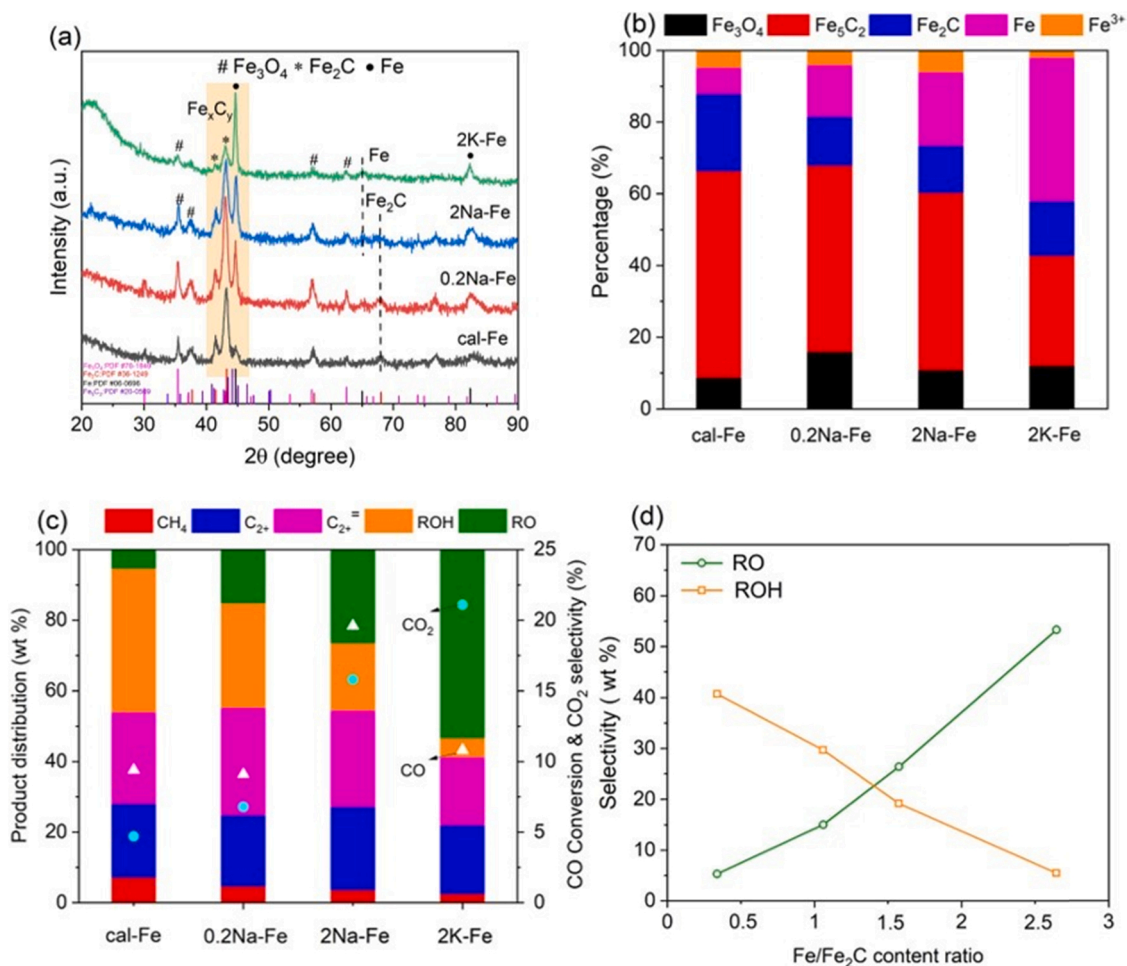 (a)
# Fe₃O₄ * Fe₂C • Fe
FeₓCᵧ
#
*
*
•
#
#
Fe
•
2K-Fe
Fe₂C
#
#
2Na-Fe
0.2Na-Fe
cal-Fe
Fe PDF #06-0696
Intensity (a.u.)
20 30 40 50 60 70 80 90
2θ (degree)
(b)
Fe₃O₄ Fe₅C₂ Fe₂C Fe Fe³⁺
100
80
60
40
20
0
Percentage (%)
cal-Fe 0.2Na-Fe 2Na-Fe 2K-Fe
(c)
CH₄ C₂₊ C₂₊⁼ ROH RO
100
80
60
40
20
0
Product distribution (wt %)
CO₂
CO
25
20
15
10
5
0
CO Conversion & CO₂ selectivity (%)
cal-Fe 0.2Na-Fe 2Na-Fe 2K-Fe
(d)
RO
ROH
70
60
50
40
30
20
10
0
Selectivity ( wt %)
0 0.5 1 1.5 2 2.5 3
Fe/Fe₂C content ratio